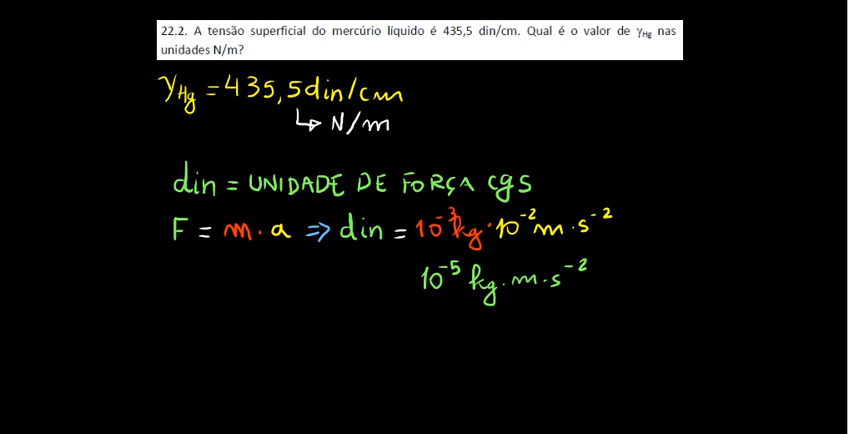 22.2. A tensão superficial do mercúrio líquido é 435,5 din/cm. Qual é o valor de γHg nas
unidades N/m?
γHg = 435,5 din/cm
↳ N/m
din = UNIDADE DE FORÇA cgs
F = m · a ⇒ din = 10⁻³ kg · 10⁻² m · s⁻²
10⁻⁵ kg · m · s⁻²